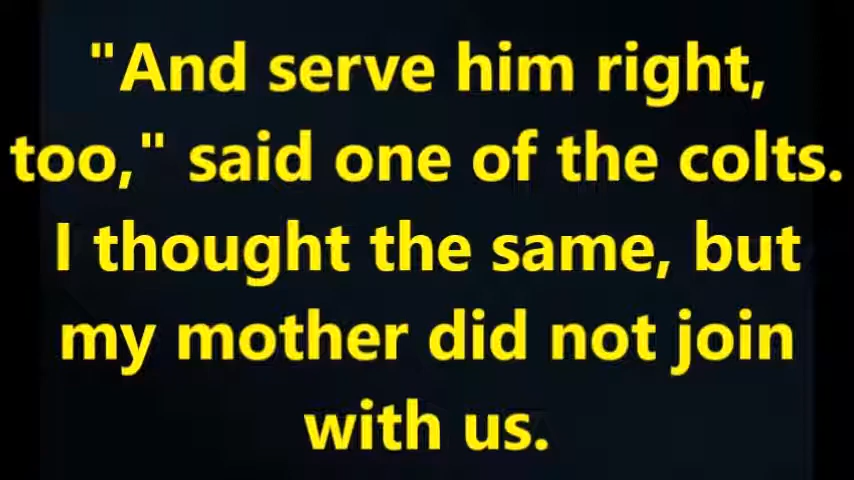 "And serve him right,
too," said one of the colts.
I thought the same, but
my mother did not join
with us.